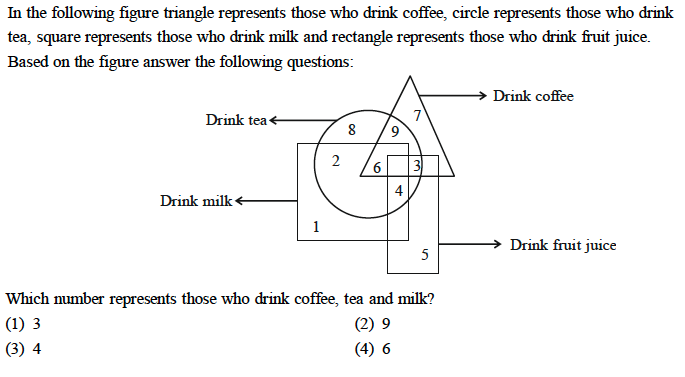 In the following figure triangle represents those who drink coffee, circle represents those who drink
tea, square represents those who drink milk and rectangle represents those who drink fruit juice.
Based on the figure answer the following questions:
Drink coffee
7
Drink tea
8
9
2
6
3
4
Drink milk
1
5
Drink fruit juice
Which number represents those who drink coffee, tea and milk?
(1) 3
(2) 9
(3) 4
(4) 6